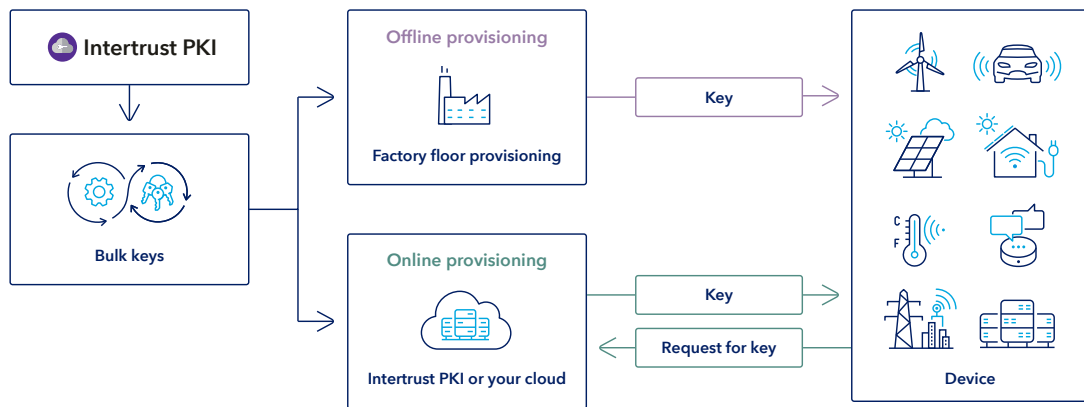 Intertrust PKI
Bulk keys
Offline provisioning
Factory floor provisioning
Key
Online provisioning
Intertrust PKI or your cloud
Key
Request for key
C
F
Device